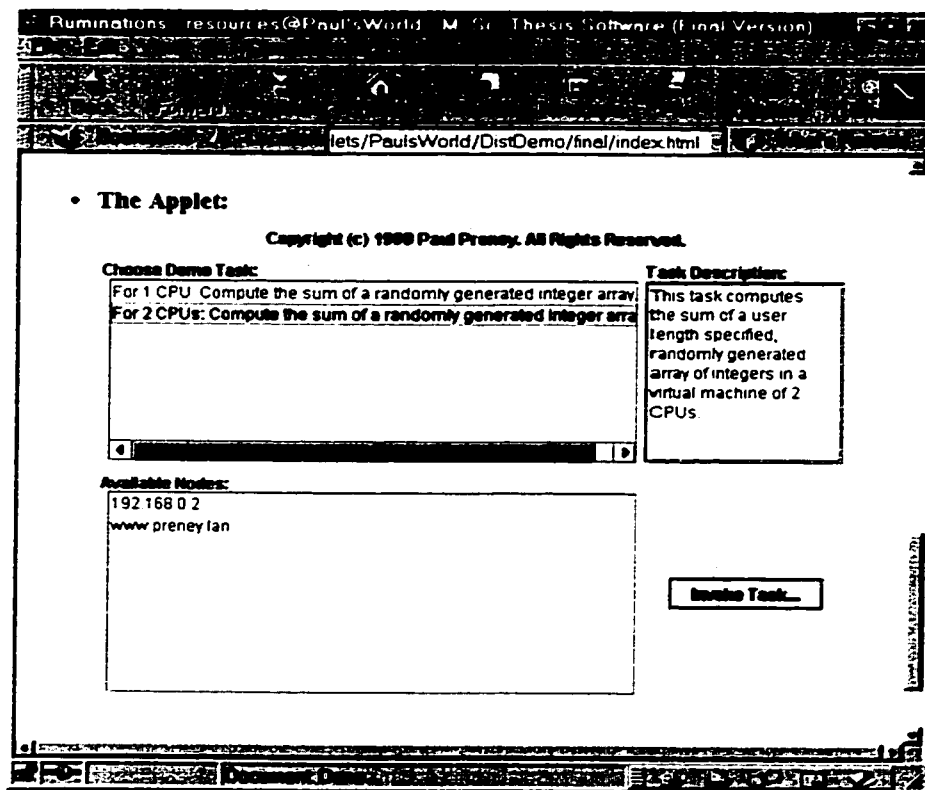 Ruminations resources@Paul'sWorld M. Sc. Thesis Software (Final Version)
lets/PaulsWorld/DistDemo/final/index.html
• The Applet:
Copyright (c) 1999 Paul Preney. All Rights Reserved.
Choose Demo Task:
For 1 CPU Compute the sum of a randomly generated integer array.
For 2 CPUs: Compute the sum of a randomly generated integer arra
Task Description:
This task computes
the sum of a user
length specified,
randomly generated
array of integers in a
virtual machine of 2
CPUs.
Available Nodes:
192.168.0.2
www.preney.lan
Invoke Task...
Document: Done